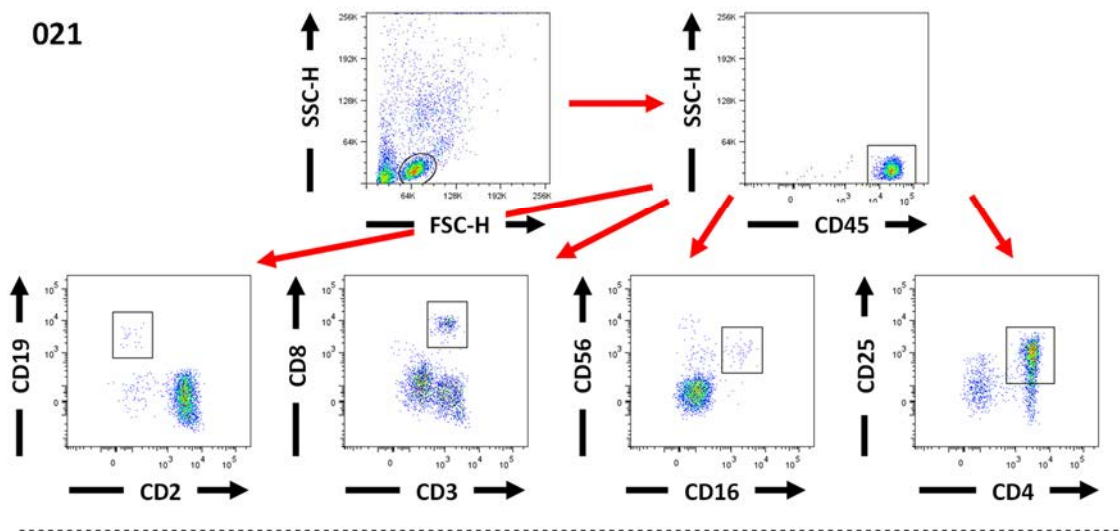 021
SSC-H
256K
192K
128K
64K
64K 128K 192K 256K
FSC-H
SSC-H
256K
192K
128K
64K
0 10³ 10⁴ 10⁵
CD45
CD19
10⁵
10⁴
10³
0
0 10³ 10⁴ 10⁵
CD2
CD8
10⁵
10⁴
10³
0
0 10³ 10⁴ 10⁵
CD3
CD56
10⁵
10⁴
10³
0
0 10³ 10⁴ 10⁵
CD16
CD25
10⁵
10⁴
10³
0
0 10³ 10⁴ 10⁵
CD4